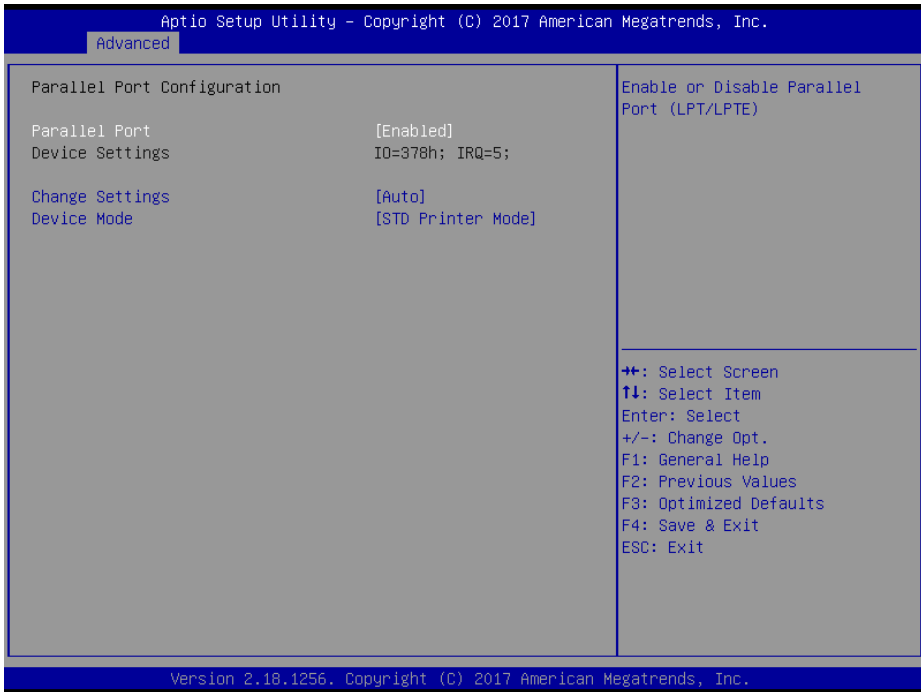 Aptio Setup Utility – Copyright (C) 2017 American Megatrends, Inc.
Advanced
Parallel Port Configuration
Parallel Port [Enabled]
Device Settings IO=378h; IRQ=5;
Change Settings [Auto]
Device Mode [STD Printer Mode]
Enable or Disable Parallel
Port (LPT/LPTE)
→←: Select Screen
↑↓: Select Item
Enter: Select
+/-: Change Opt.
F1: General Help
F2: Previous Values
F3: Optimized Defaults
F4: Save & Exit
ESC: Exit
Version 2.18.1256. Copyright (C) 2017 American Megatrends, Inc.